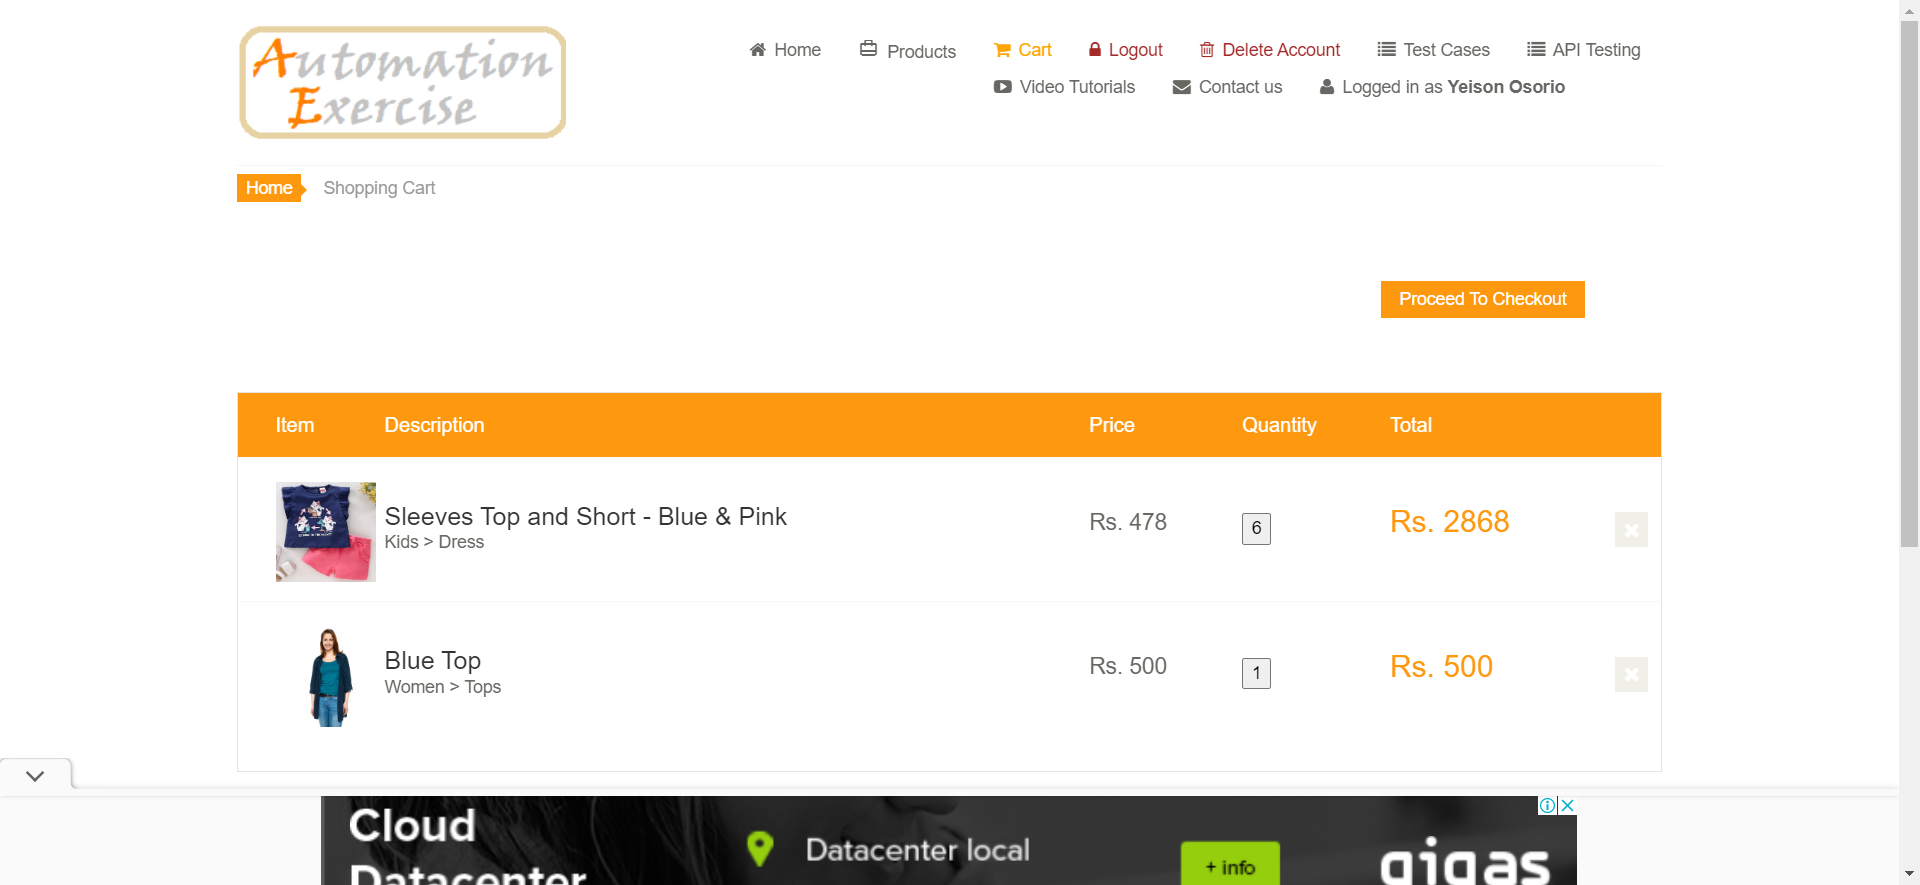 Automation
Exercise
Home
Products
Cart
Logout
Delete Account
Test Cases
API Testing
Video Tutorials
Contact us
Logged in as Yeison Osorio
Home
Shopping Cart
Proceed To Checkout
Item Description Price Quantity Total
Sleeves Top and Short - Blue & Pink
Kids > Dress
Rs. 478
6
Rs. 2868
Blue Top
Women > Tops
Rs. 500
1
Rs. 500
Cloud
Datacenter
Datacenter local
+ info
gigas